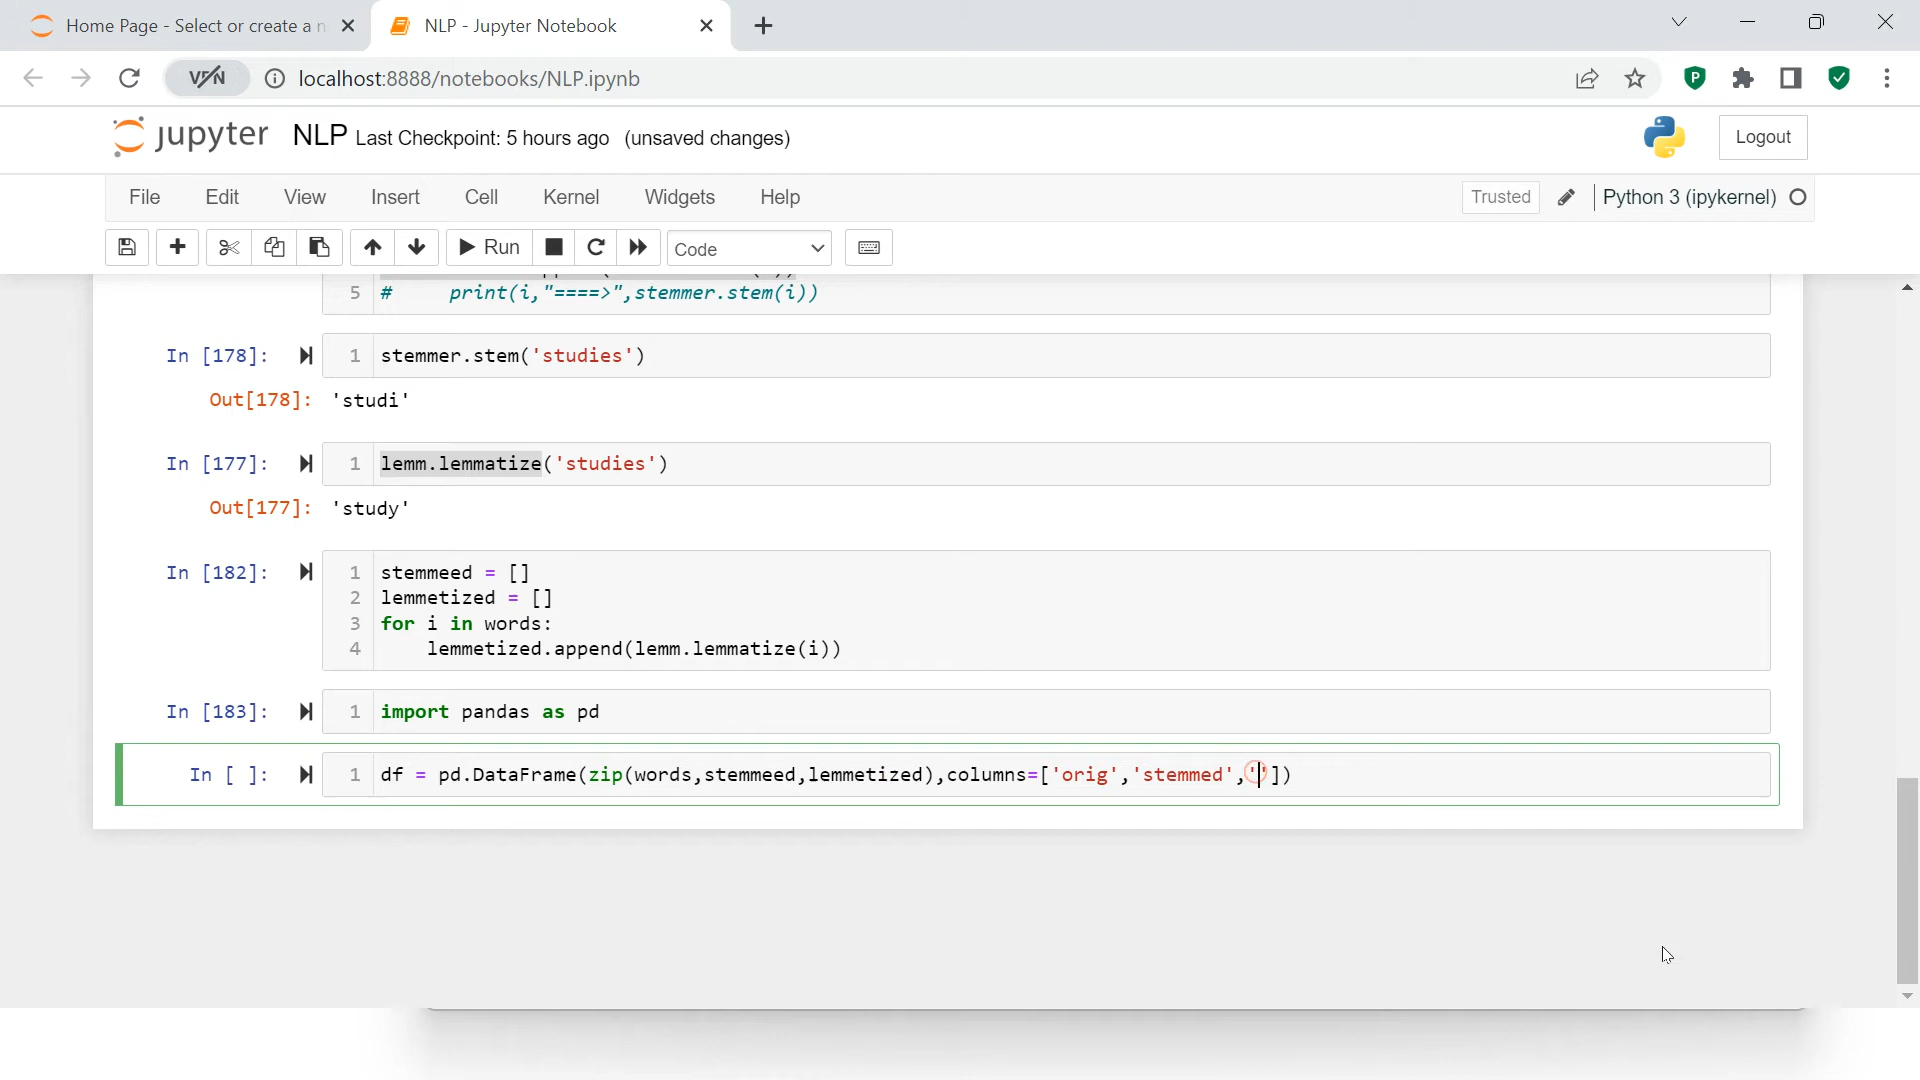 Home Page - Select or create a n
NLP - Jupyter Notebook
VPN
localhost:8888/notebooks/NLP.ipynb
jupyter NLP Last Checkpoint: 5 hours ago (unsaved changes)
Logout
File Edit View Insert Cell Kernel Widgets Help
Trusted Python 3 (ipykernel)
Run Code
5 # print(i,"====>",stemmer.stem(i))
In [178]: 1 stemmer.stem('studies')
Out[178]: 'studi'
In [177]: 1 lemm.lemmatize('studies')
Out[177]: 'study'
In [182]: 1 stemmeed = []
2 lemmetized = []
3 for i in words:
4 lemmetized.append(lemm.lemmatize(i))
In [183]: 1 import pandas as pd
In [ ]: 1 df = pd.DataFrame(zip(words,stemmeed,lemmetized),columns=['orig','stemmed',''])